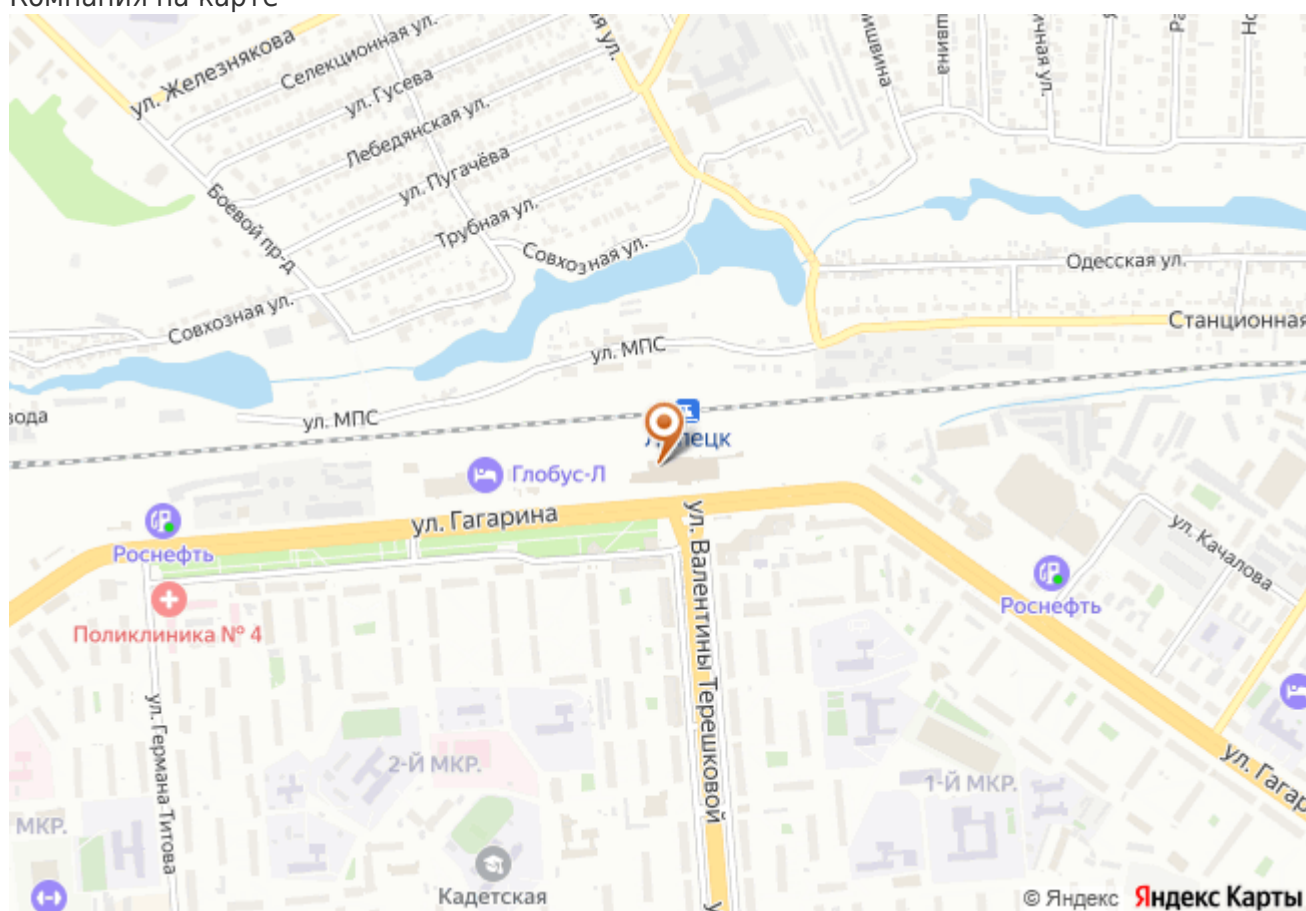 Компания на карте
ул. Железнякова
Селекционная ул.
ул. Гусева
Лебедянская ул.
ул. Пугачёва
Трубная ул.
Боевой пр-д
Совхозная ул.
Совхозная ул.
ул. МПС
ул. МПС
Одесская ул.
Станционная
Глобус-Л
ул. Гагарина
Роснефть
Поликлиника № 4
ул. Валентины Терешковой
ул. Германа Титова
ул. Качалова
Роснефть
2-Й МКР.
1-Й МКР.
МКР.
ул. Гагар
Кадетская
© Яндекс Яндекс Карты